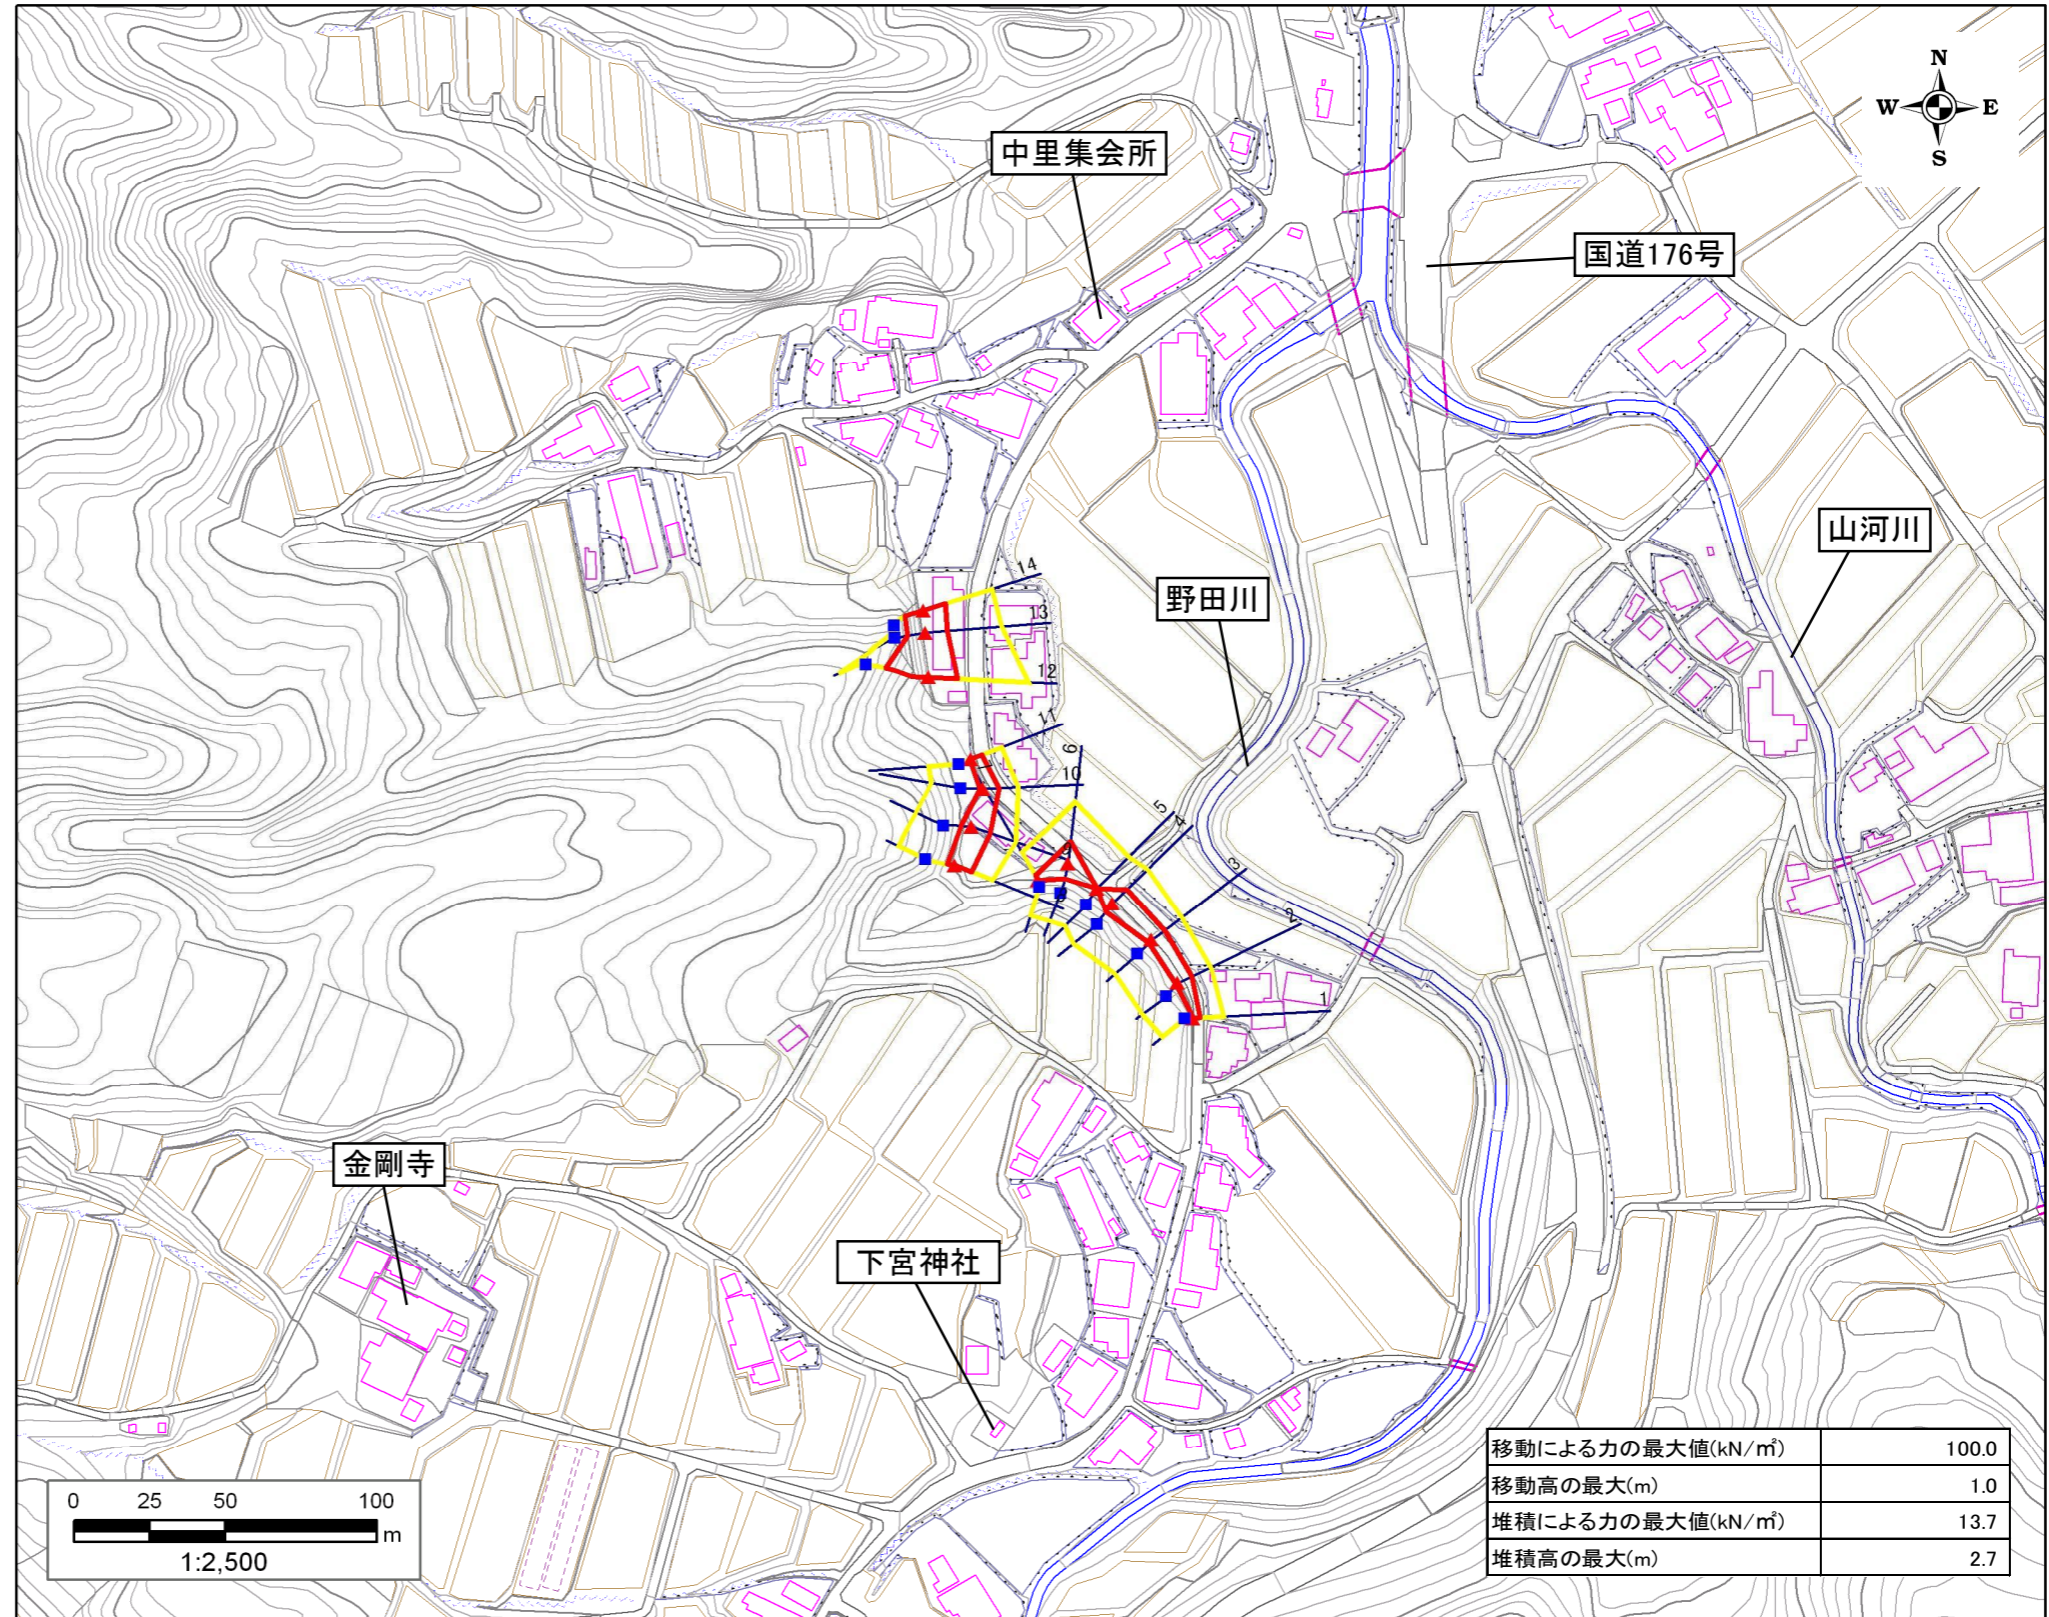 N
W E
S
中里集会所
国道176号
山河川
野田川
14
13
12
11
6
10
5
4
3
2
1
金剛寺
下宮神社
0 25 50 100
m
1:2,500
移動による力の最大値(kN/㎡) 100.0
移動高の最大(m) 1.0
堆積による力の最大値(kN/㎡) 13.7
堆積高の最大(m) 2.7